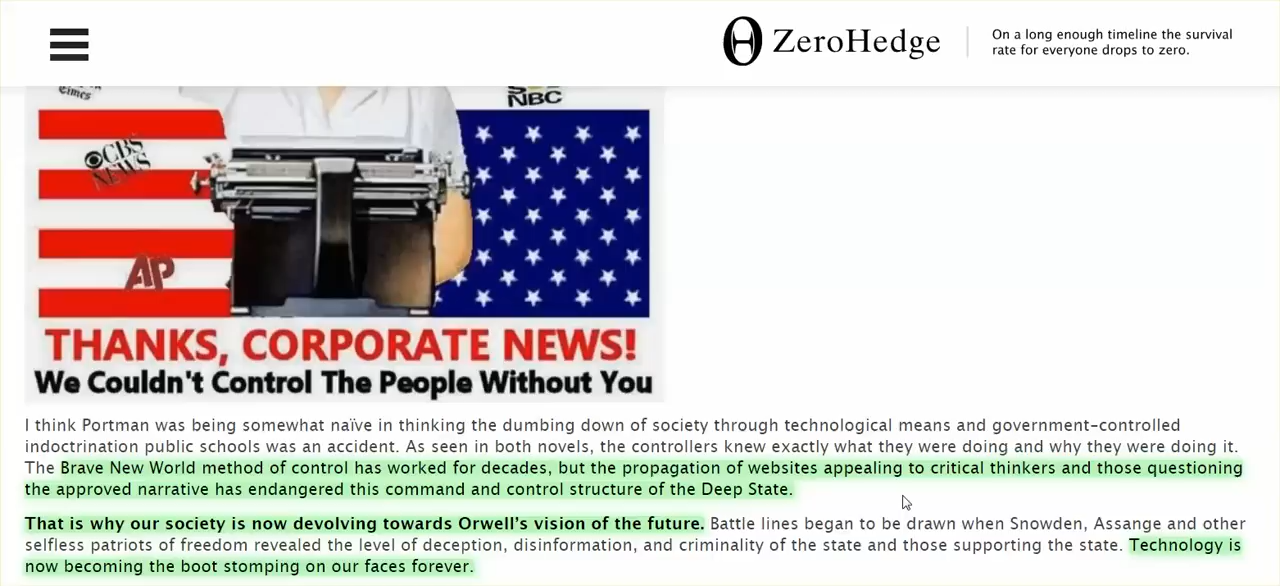 ZeroHedge
On a long enough timeline the survival
rate for everyone drops to zero.
Times
NBC
CBS
NEWS
AP
THANKS, CORPORATE NEWS!
We Couldn't Control The People Without You
I think Portman was being somewhat naïve in thinking the dumbing down of society through technological means and government-controlled
indoctrination public schools was an accident. As seen in both novels, the controllers knew exactly what they were doing and why they were doing it.
The Brave New World method of control has worked for decades, but the propagation of websites appealing to critical thinkers and those questioning
the approved narrative has endangered this command and control structure of the Deep State.
That is why our society is now devolving towards Orwell's vision of the future. Battle lines began to be drawn when Snowden, Assange and other
selfless patriots of freedom revealed the level of deception, disinformation, and criminality of the state and those supporting the state. Technology is
now becoming the boot stomping on our faces forever.